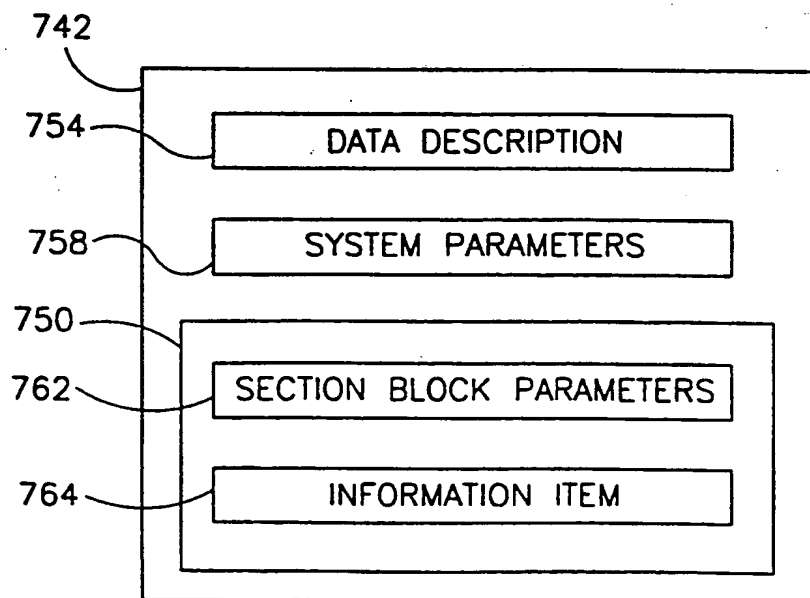 742
754 DATA DESCRIPTION
758 SYSTEM PARAMETERS
750
762 SECTION BLOCK PARAMETERS
764 INFORMATION ITEM